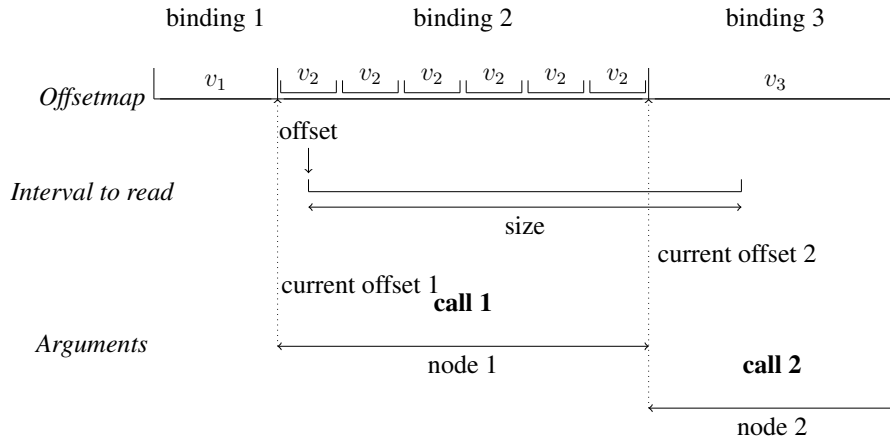 binding 1 binding 2 binding 3
Offsetmap v₁ v₂ v₂ v₂ v₂ v₂ v₂ v₃
offset
Interval to read
size
current offset 2
current offset 1
call 1
Arguments
node 1 call 2
node 2